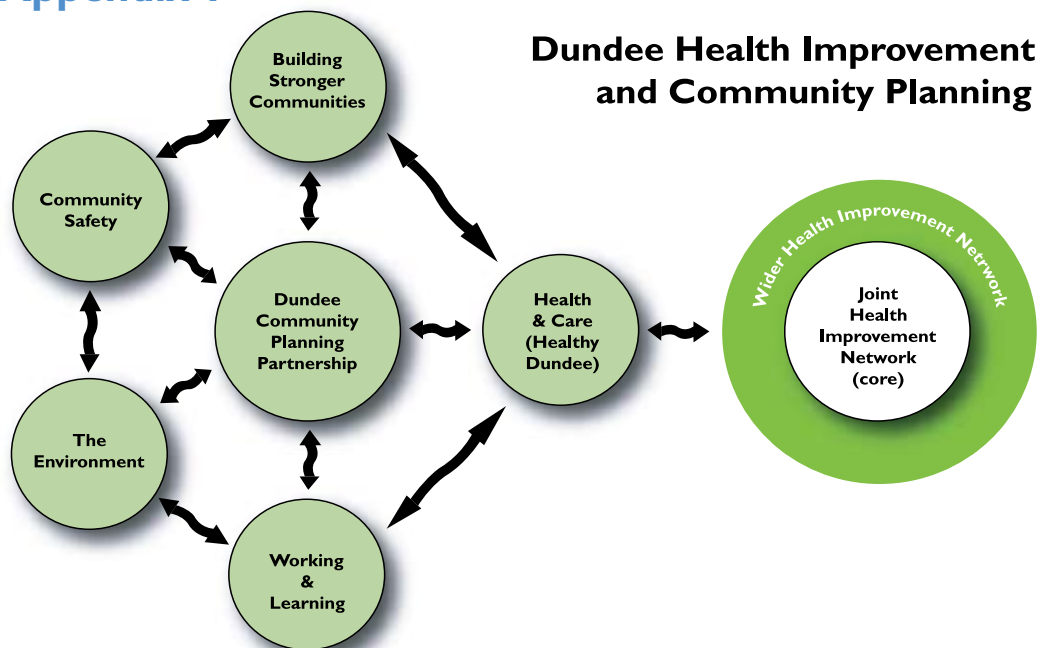 Dundee Health Improvement
and Community Planning
Building
Stronger
Communities
Community
Safety
Dundee
Community
Planning
Partnership
Health
& Care
(Healthy
Dundee)
Wider Health Improvement Netrwork
Joint
Health
Improvement
Network
(core)
The
Environment
Working
&
Learning